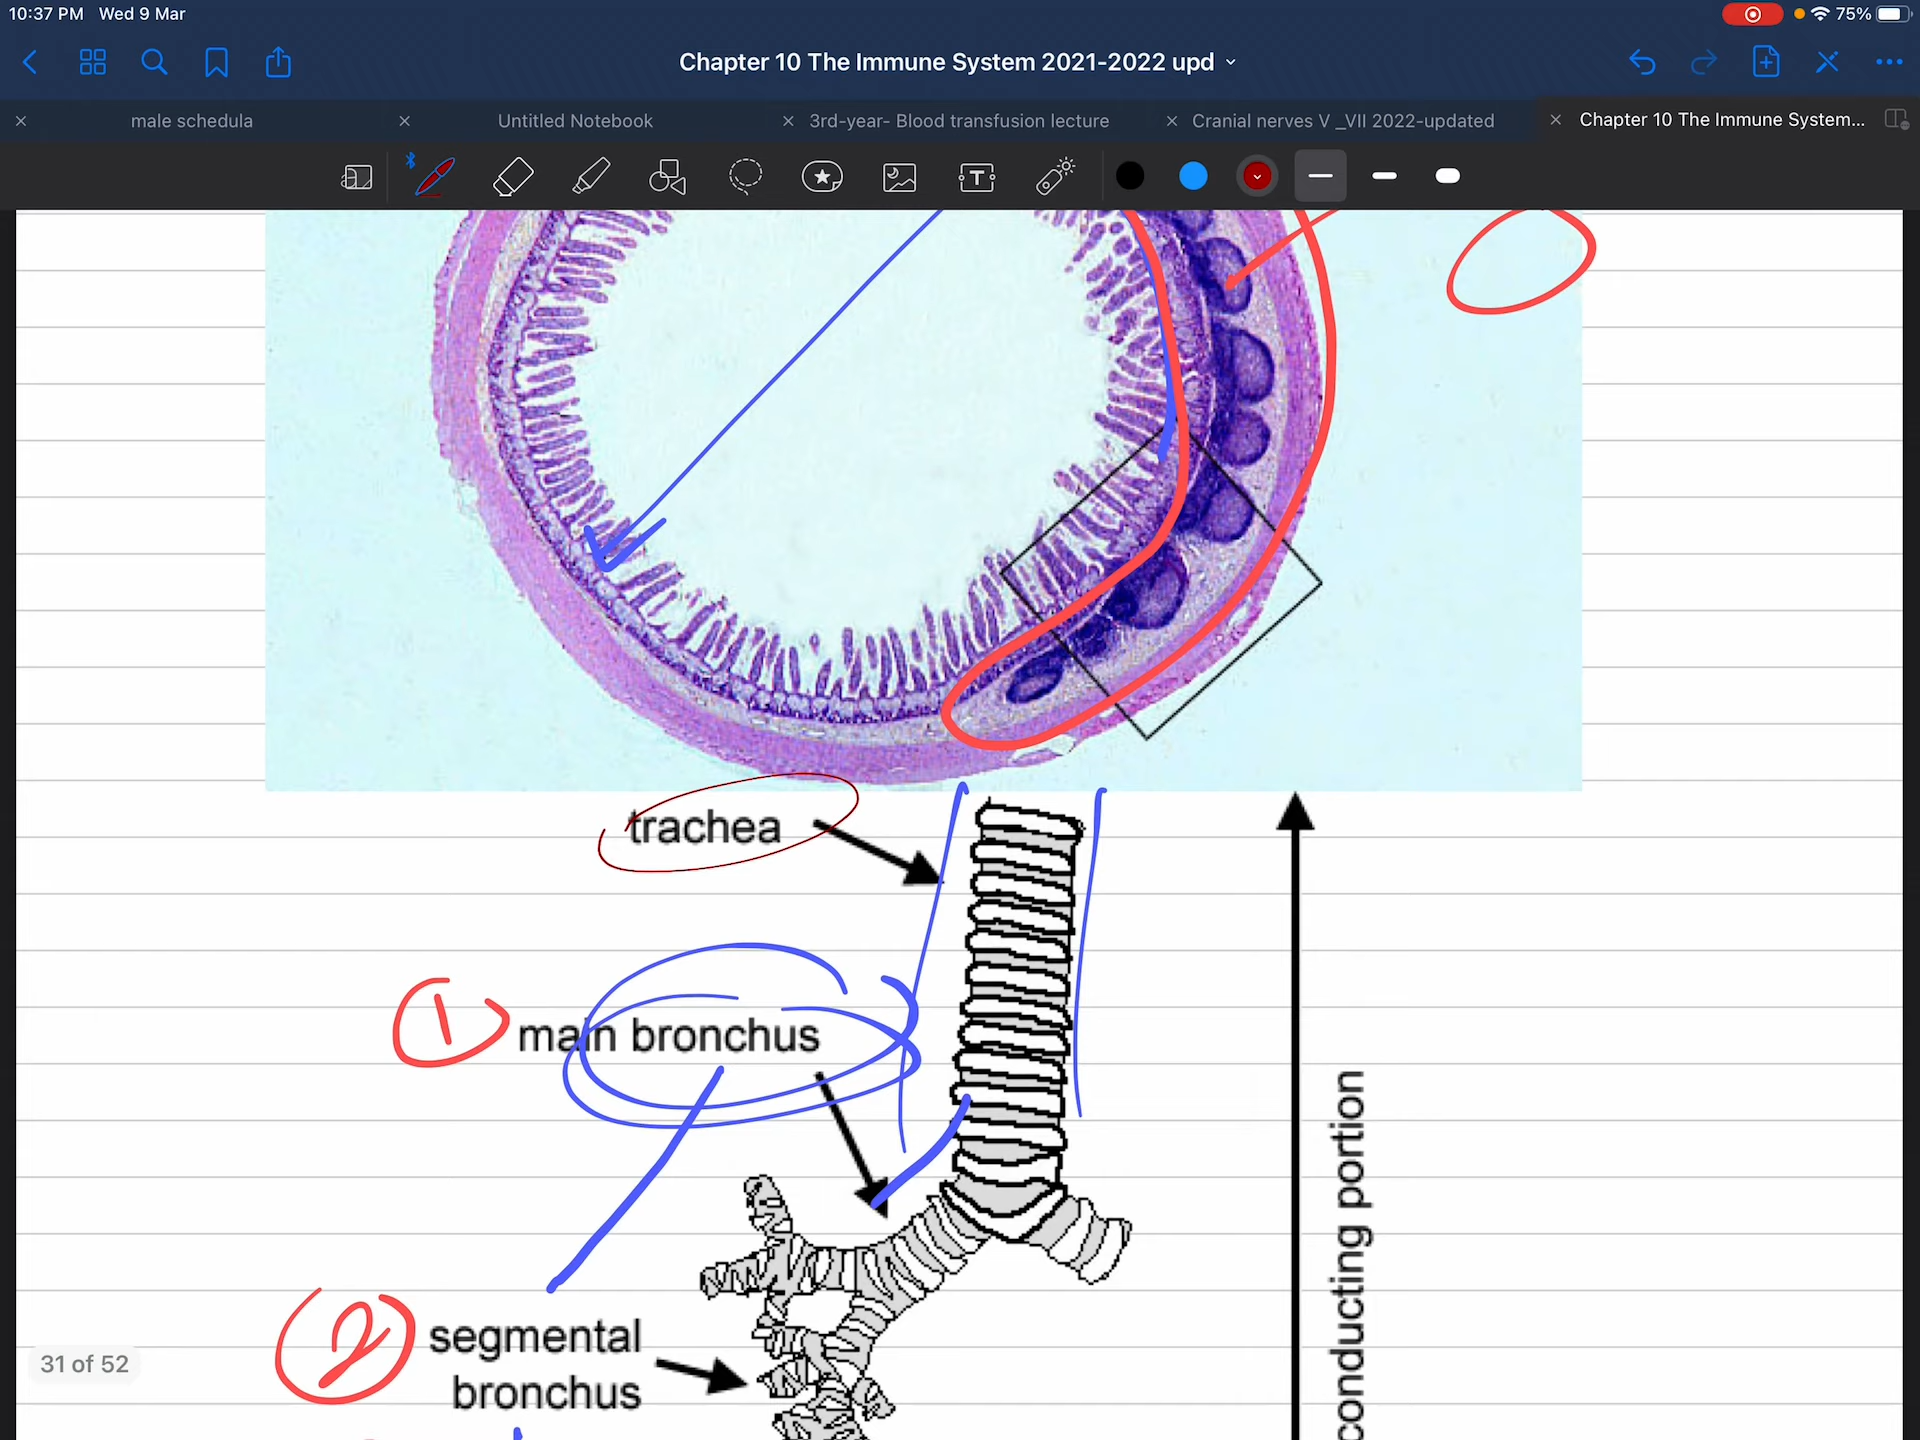 10:37 PM Wed 9 Mar
75%
Chapter 10 The Immune System 2021-2022 upd
male schedula
Untitled Notebook
3rd-year- Blood transfusion lecture
Cranial nerves V _VII 2022-updated
Chapter 10 The Immune System...
T
trachea
1 main bronchus
2 segmental
bronchus
conducting portion
31 of 52